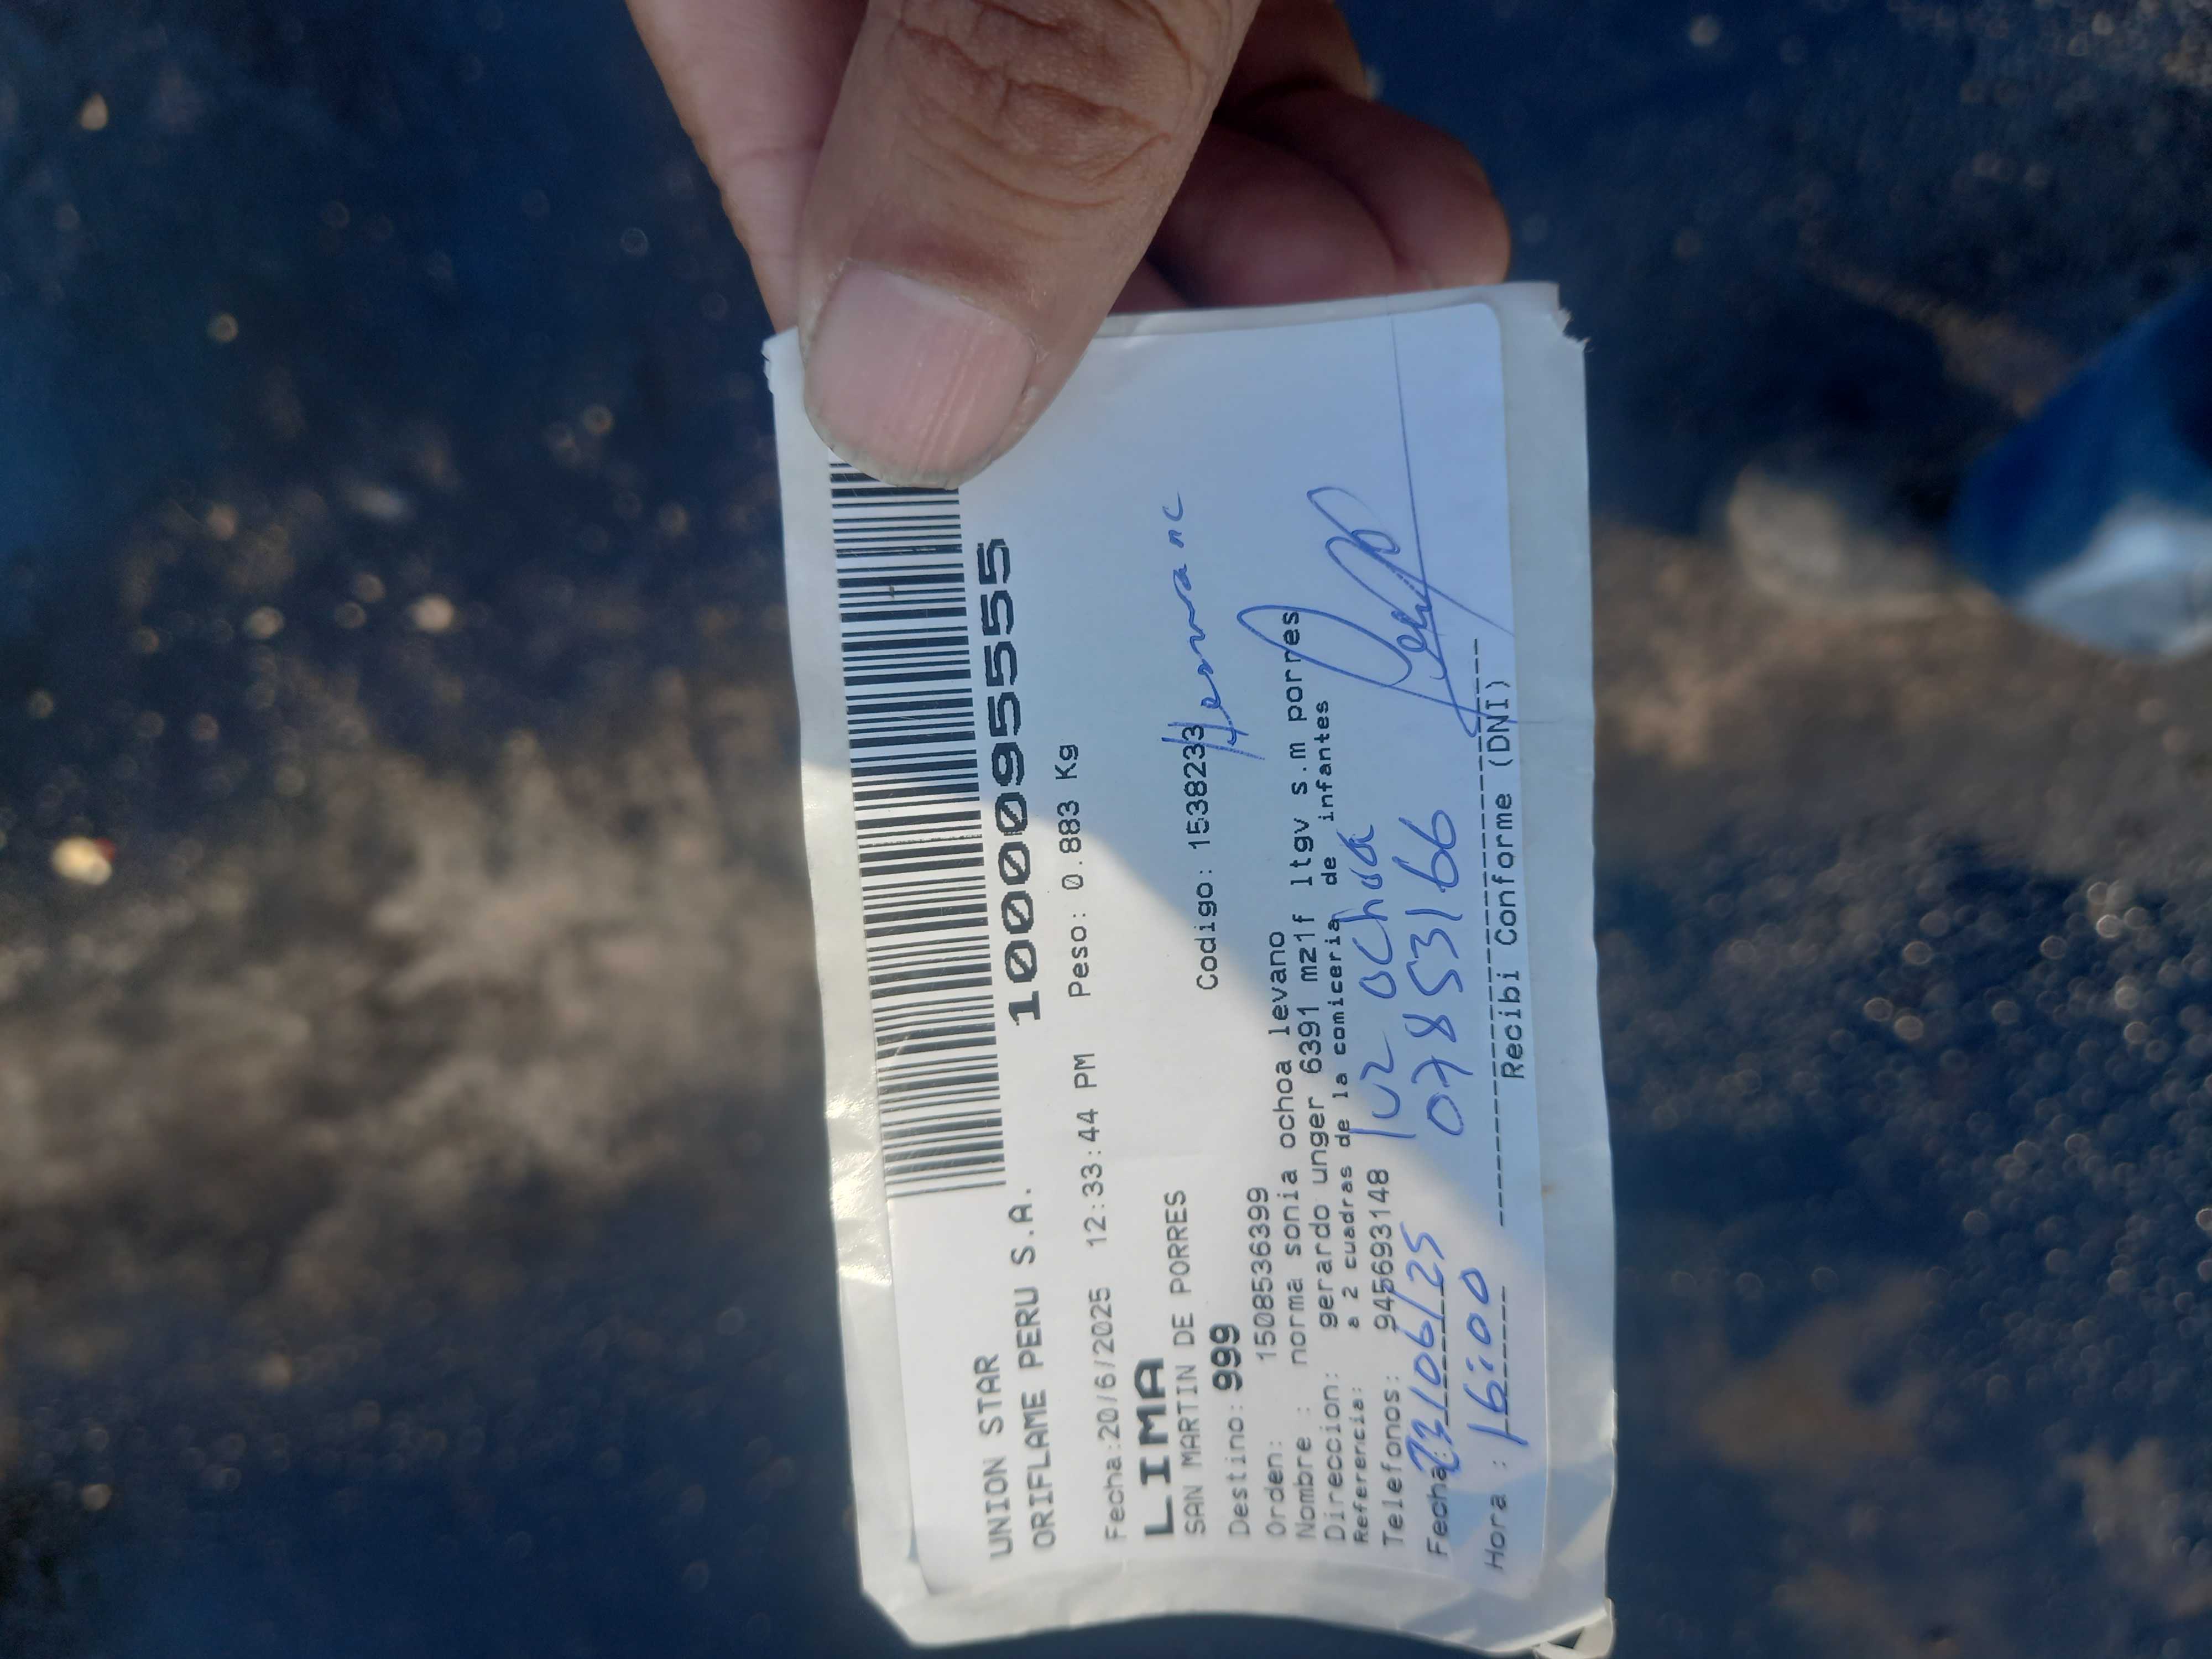 UNION STAR
ORIFLAME PERU S.A.
1000095555
Fecha:20/6/2025 12:33:44 PM Peso: 0.883 Kg
LIMA
SAN MARTIN DE PORRES
Destino: 999 Codigo: 1538233
Orden: 1508536399
Nombre : norma sonia ochoa levano
Direccion: gerardo unger 6391 mz1f ltgv s.m porres
Referencia: a 2 cuadras de la comiceria de infantes
Telefonos: 945693148
luz ochoa
Fecha 23/06/25
07853166
Hora : 16:00
Recibi Conforme (DNI)